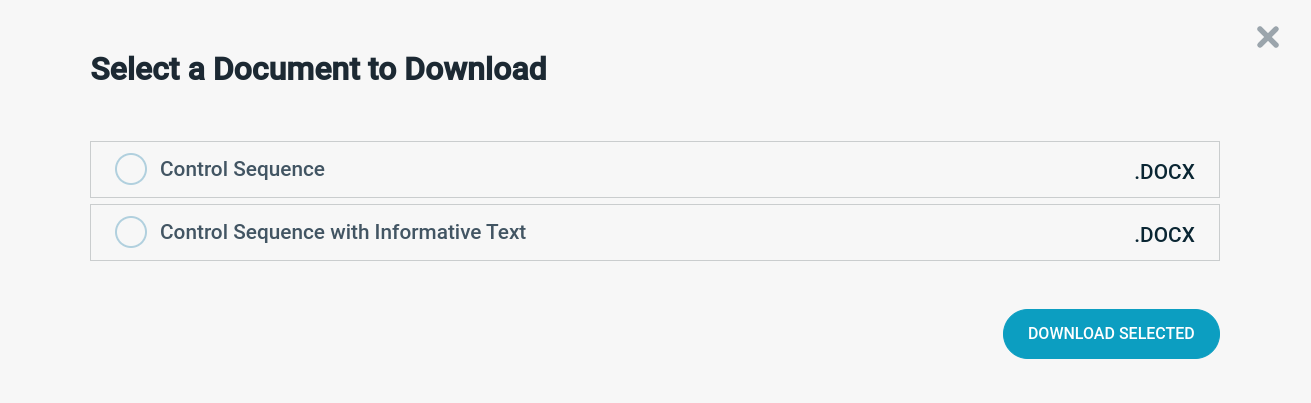 Select a Document to Download
Control Sequence .DOCX
Control Sequence with Informative Text .DOCX
DOWNLOAD SELECTED